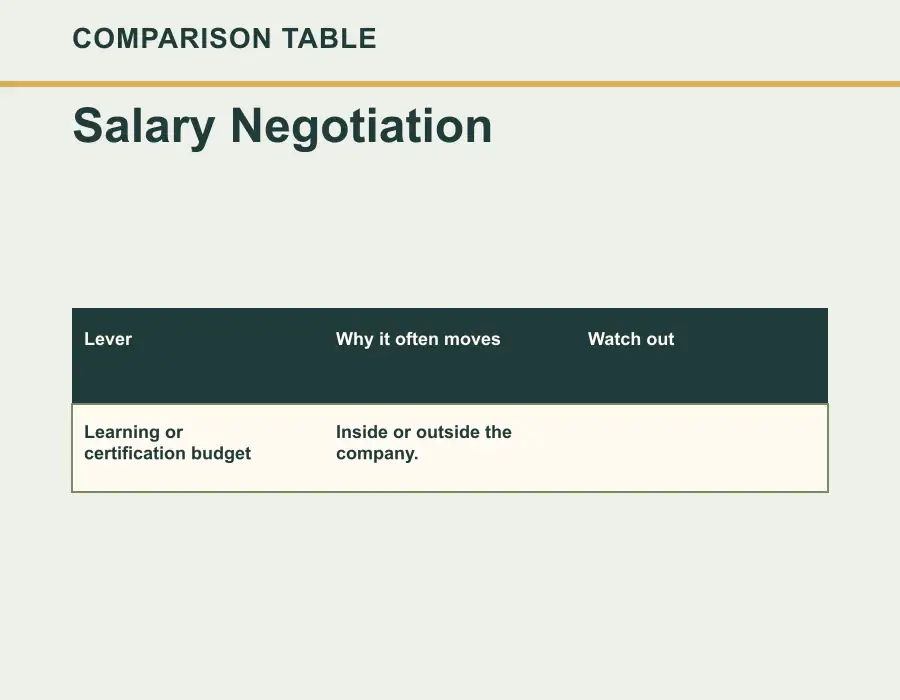 COMPARISON TABLE
Salary Negotiation
Lever
Why it often moves
Watch out
Learning or
certification budget
Inside or outside the
company.